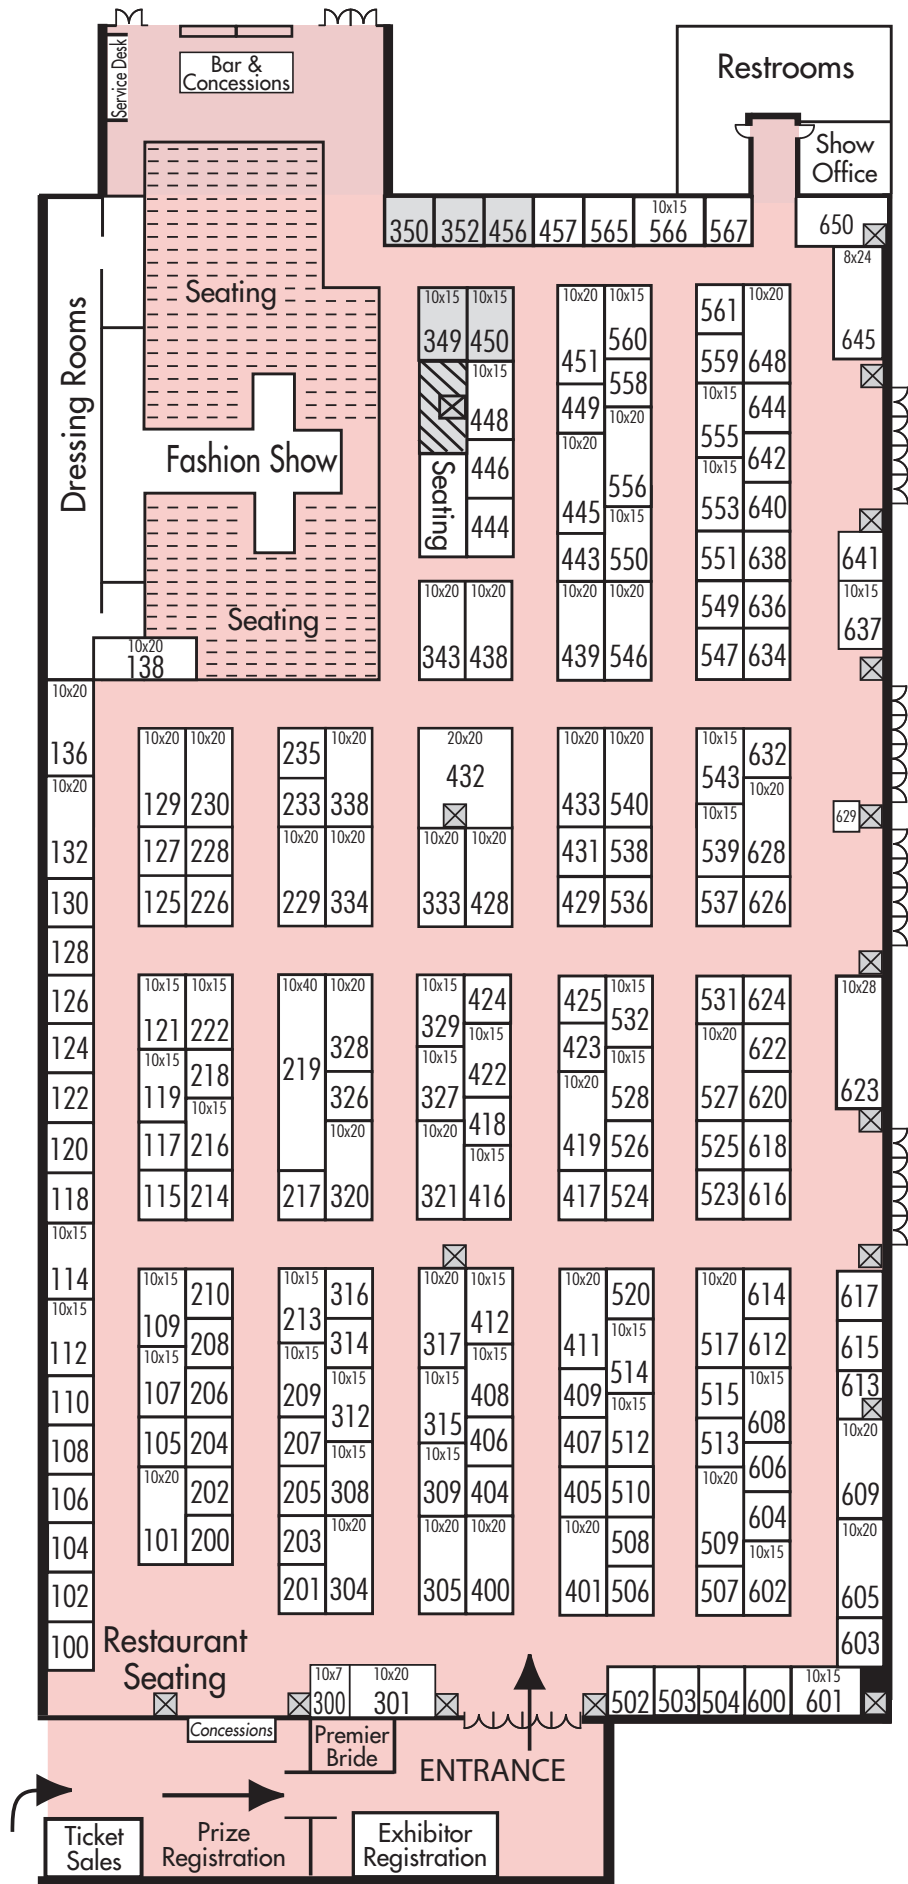 Service Desk
Bar &
Concessions
Restrooms
Show
Office
350 352 456 457 565 10x15 566 567 650
8x24
645
Seating
Dressing Rooms
Fashion Show
Seating
10x20
138
10x15 10x15
349 450
10x15
448
Seating
446
444
10x20 10x20
343 438
10x20 10x15
451 560
558
449
10x20 10x20
445 556
10x15
443 550
10x20 10x20
439 546
561 10x20
559 648
10x15 644
555
642
10x15
553 640
551 638
549 636
547 634
641
10x15
637
10x20
136
10x20
132
130
128
126
124
122
120
118
10x15
114
10x15
112
110
108
106
104
102
100
10x20 10x20
129 230
127 228
125 226
235 10x20
233 338
10x20 10x20
229 334
20x20
432
10x20 10x20
333 428
10x20 10x20
433 540
431 538
429 536
10x15 632
543
10x20
10x15
539 628
537 626
629
10x15 10x15
121 222
10x15 218
119
10x15
117 216
115 214
10x40 10x20
219 328
326
10x20
217 320
10x15 424
329
10x15
10x15 422
327
418
10x20
10x15
321 416
425 10x15
532
423
10x15
10x20 528
419 526
417 524
531 624
10x20 622
527 620
525 618
523 616
10x28
623
10x15 210
109
208
10x15
107 206
105 204
10x20 202
101 200
10x15 316
213
314
10x15
209 10x15
312
207
10x15
205 308
203 10x20
201 304
10x20 10x15
317 412
10x15
10x15 408
315
406
10x15
309 404
10x20 10x20
305 400
10x20 520
411 10x15
514
409
10x15
407 512
405 510
10x20 508
401 506
10x20 614
517 612
515 10x15
608
513
606
10x20
509 604
10x15
507 602
617
615
613
10x20
609
10x20
605
603
Restaurant
Seating
10x7 10x20
300 301
502 503 504 600 10x15 601
Concessions
Premier
Bride
ENTRANCE
Ticket
Sales
Prize
Registration
Exhibitor
Registration